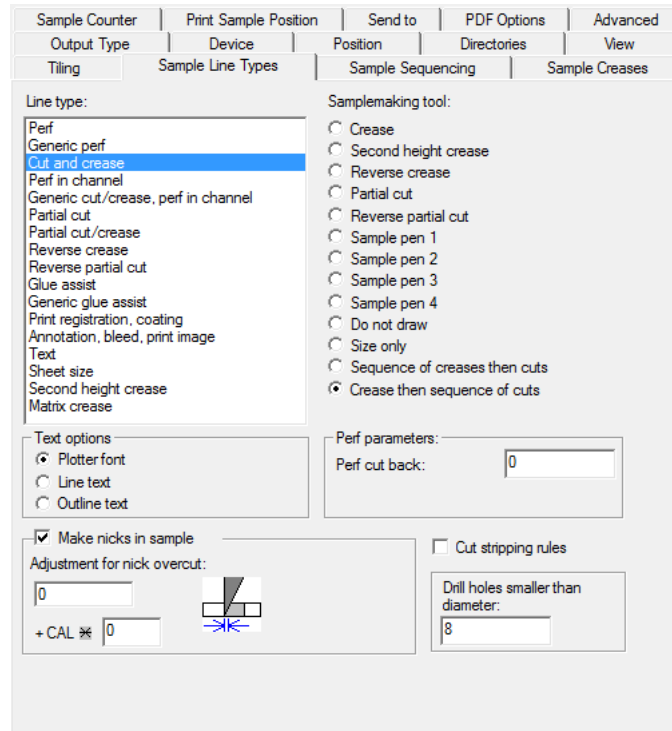 Sample Counter Print Sample Position Send to PDF Options Advanced
Output Type Device Position Directories View
Tiling Sample Line Types Sample Sequencing Sample Creases
Line type:
Perf
Generic perf
Cut and crease
Perf in channel
Generic cut/crease, perf in channel
Partial cut
Partial cut/crease
Reverse crease
Reverse partial cut
Glue assist
Generic glue assist
Print registration, coating
Annotation, bleed, print image
Text
Sheet size
Second height crease
Matrix crease
Samplemaking tool:
Crease
Second height crease
Reverse crease
Partial cut
Reverse partial cut
Sample pen 1
Sample pen 2
Sample pen 3
Sample pen 4
Do not draw
Size only
Sequence of creases then cuts
Crease then sequence of cuts
Text options
Plotter font
Line text
Outline text
Perf parameters:
Perf cut back: 0
Make nicks in sample
Adjustment for nick overcut:
0
+ CAL * 0
Cut stripping rules
Drill holes smaller than
diameter:
8